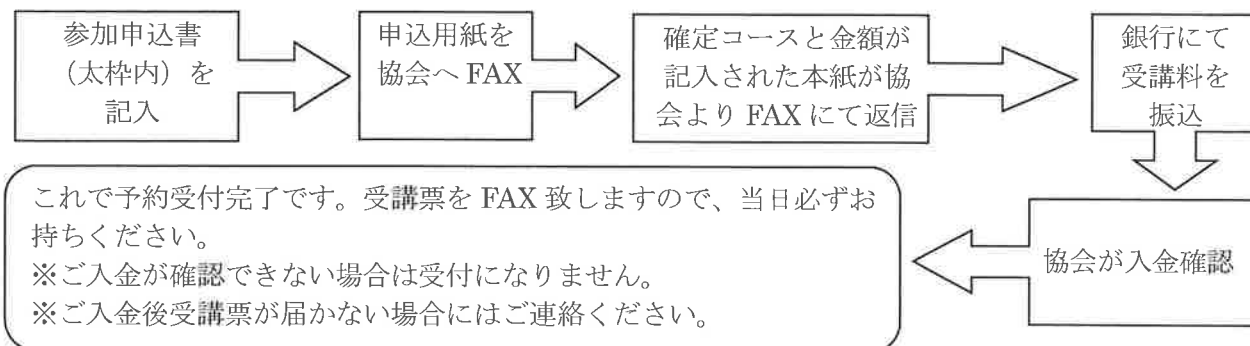 参加申込書
（太枠内）を
記入
申込用紙を
協会へ FAX
確定コースと金額が
記入された本紙が協
会より FAX にて返信
銀行にて
受講料を
振込
協会が入金確認
これで予約受付完了です。受講票を FAX 致しますので、当日必ずお
持ちください。
※ご入金が確認できない場合は受付になりません。
※ご入金後受講票が届かない場合にはご連絡ください。